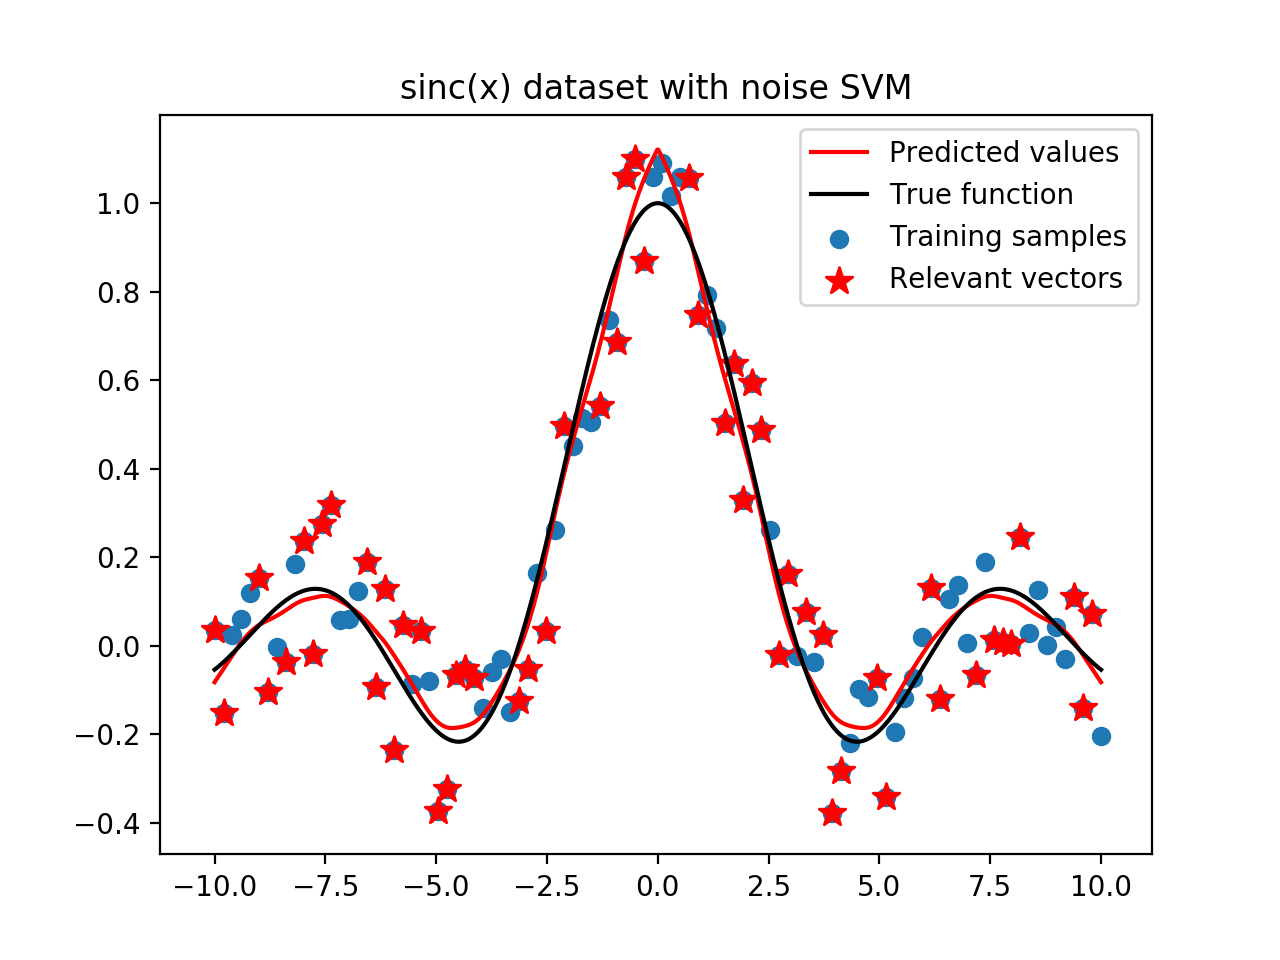 sinc(x) dataset with noise SVM
Predicted values
True function
Training samples
Relevant vectors
1.0
0.8
0.6
0.4
0.2
0.0
−0.2
−0.4
−10.0 −7.5 −5.0 −2.5 0.0 2.5 5.0 7.5 10.0